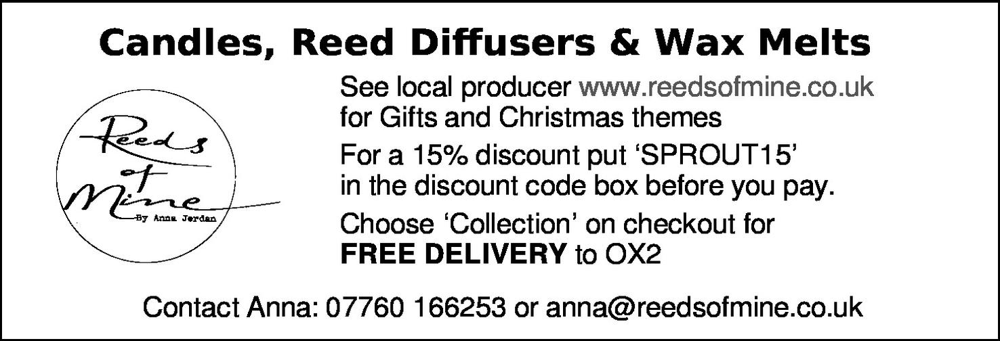 Candles, Reed Diffusers & Wax Melts
See local producer www.reedsofmine.co.uk
for Gifts and Christmas themes
For a 15% discount put ‘SPROUT15’
in the discount code box before you pay.
Choose ‘Collection’ on checkout for
FREE DELIVERY to OX2
Reeds
of
Mine
By Anna Jordan
Contact Anna: 07760 166253 or anna@reedsofmine.co.uk